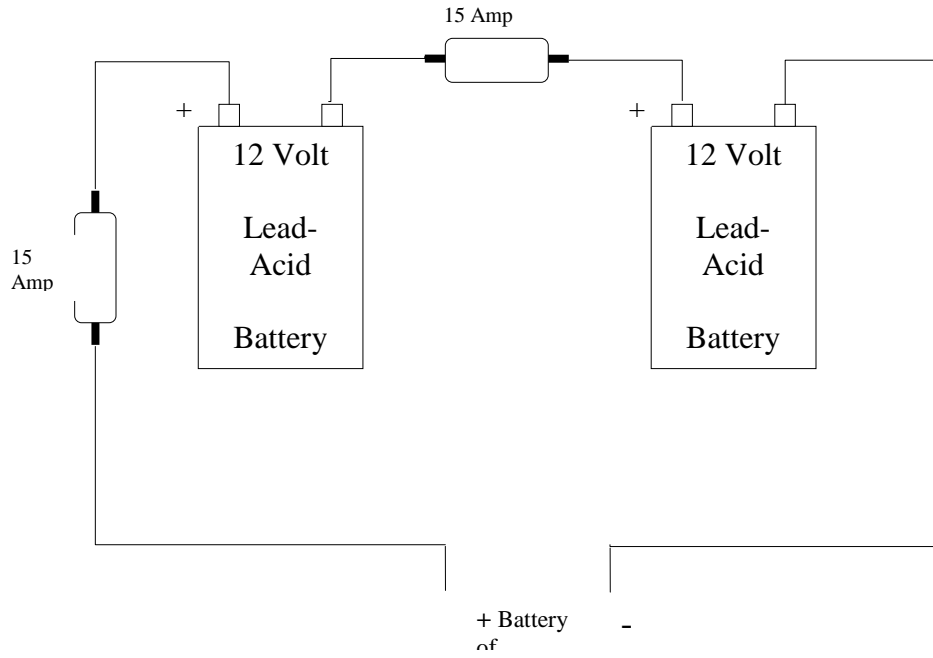 15 Amp
+
+
12 Volt
Lead-
Acid
Battery
12 Volt
Lead-
Acid
Battery
15
Amp
+ Battery
-
of